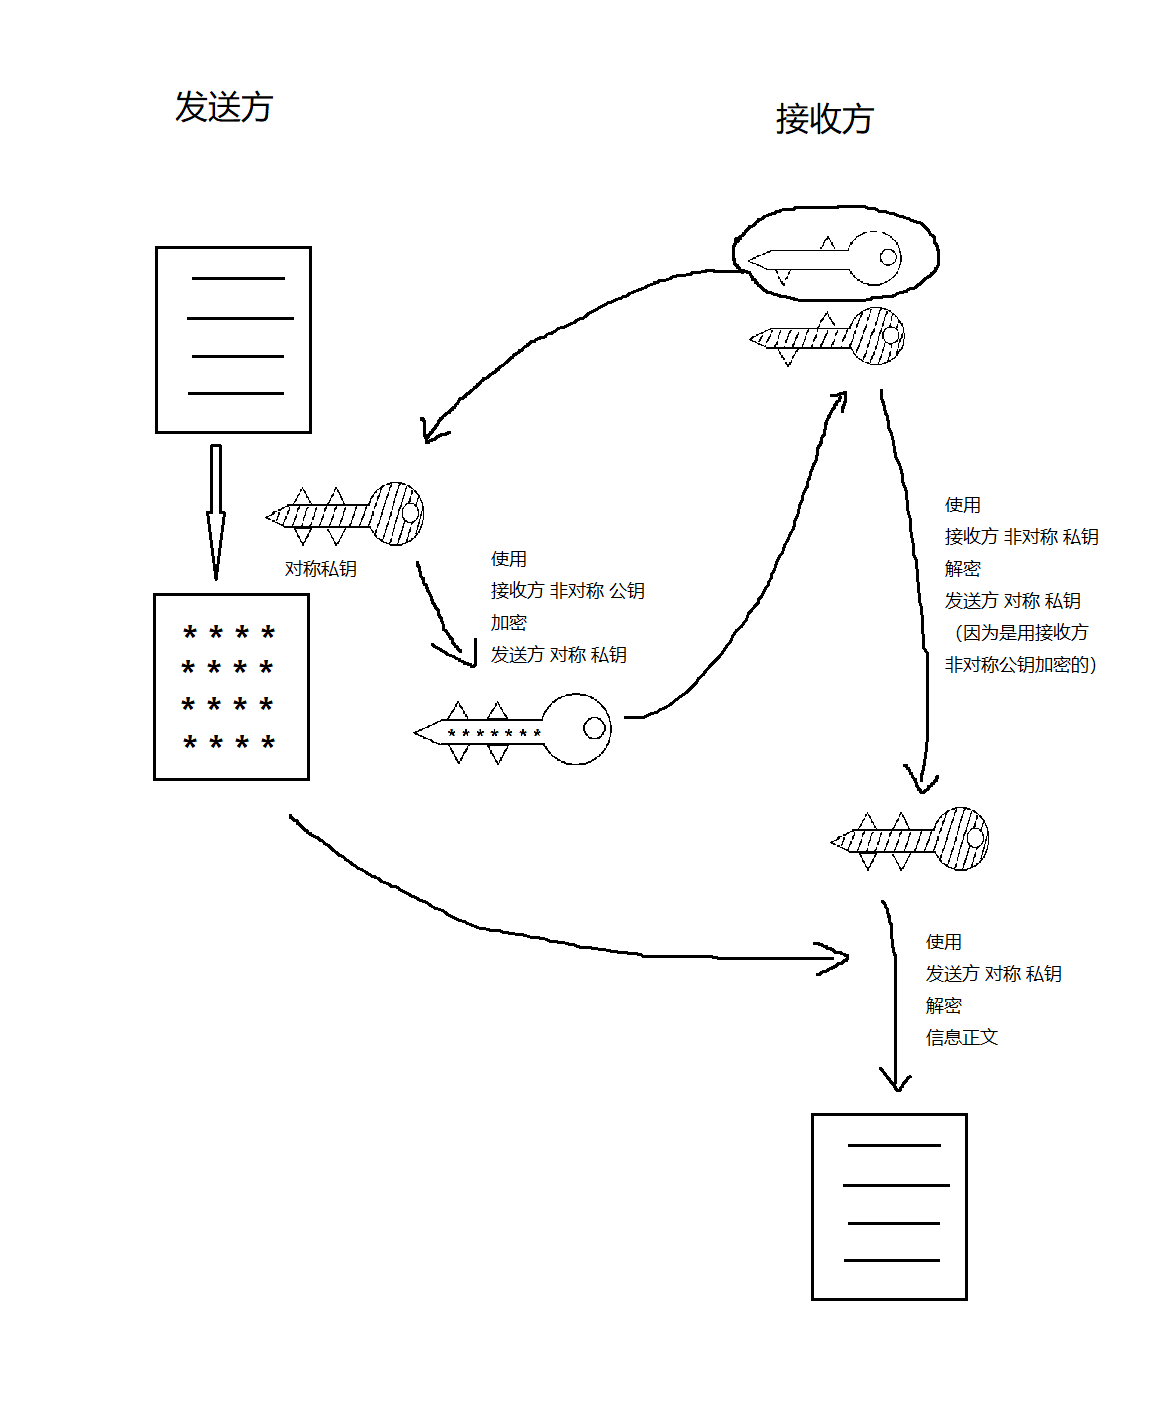 发送方
接收方
对称私钥
使用
接收方 非对称 公钥
加密
发送方 对称 私钥
使用
接收方 非对称 私钥
解密
发送方 对称 私钥
（因为是用接收方
非对称公钥加密的）
* * * *
* * * *
* * * *
* * * *
* * * * * * *
使用
发送方 对称 私钥
解密
信息正文